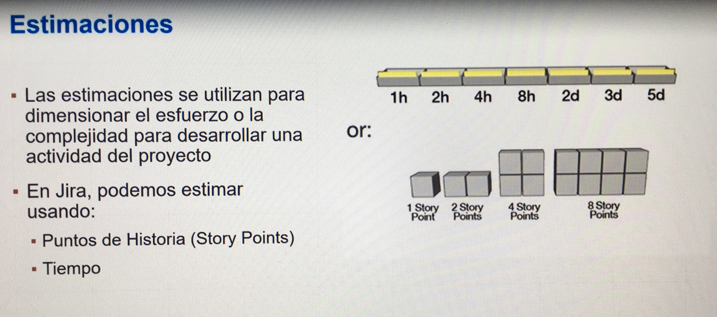 Estimaciones
▪ Las estimaciones se utilizan para
dimensionar el esfuerzo o la
complejidad para desarrollar una
actividad del proyecto
▪ En Jira, podemos estimar
usando:
▪ Puntos de Historia (Story Points)
▪ Tiempo
1h 2h 4h 8h 2d 3d 5d
or:
1 Story 2 Story 4 Story 8 Story
Point Points Points Points